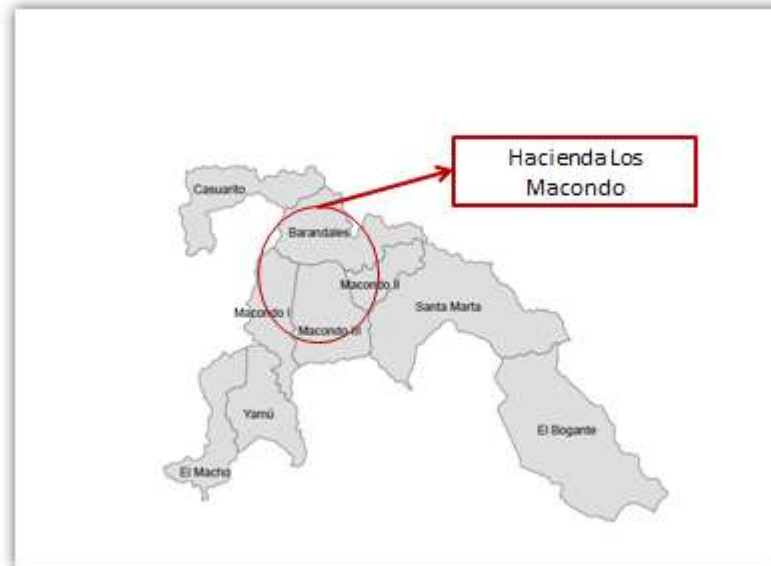 Hacienda Los
Macondo
Casuarito
Barandales
Macondo II
Macondo I
Santa Marta
Macondo III
Yamú
El Bogante
El Macho